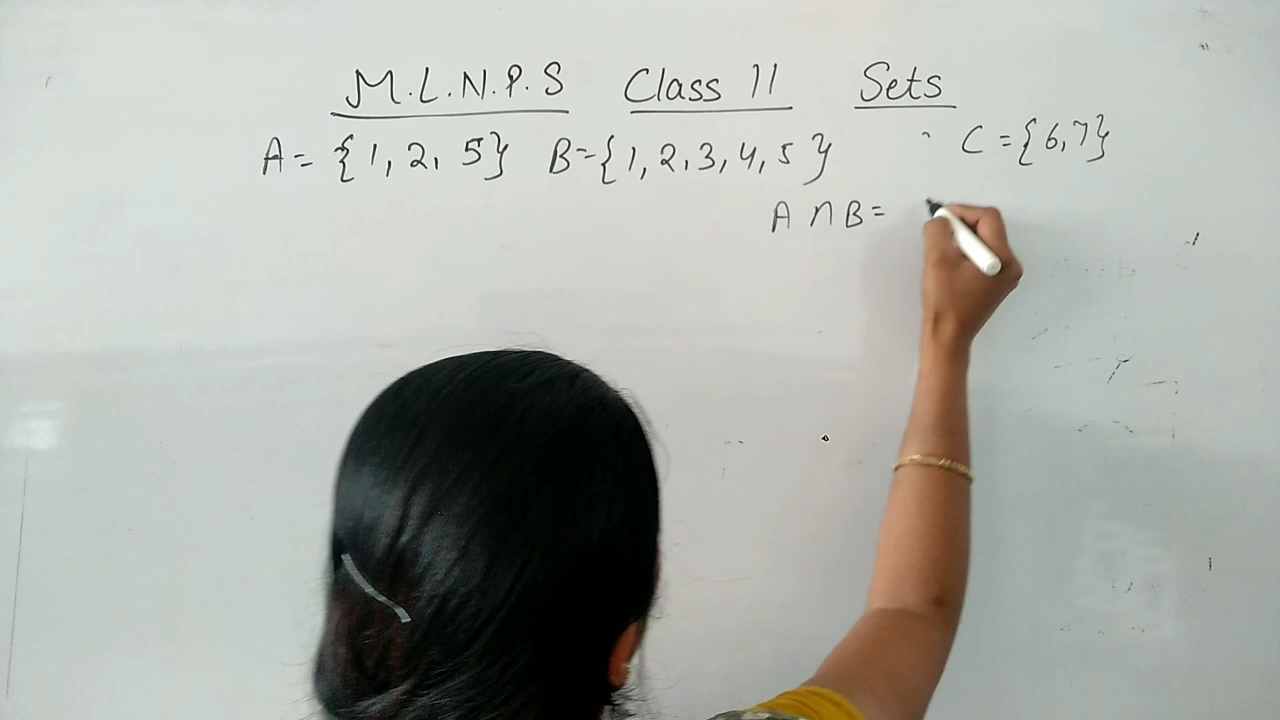 M.L.N.P.S Class 11 Sets
A = {1, 2, 5} B = {1, 2, 3, 4, 5} C = {6, 7}
A ∩ B =